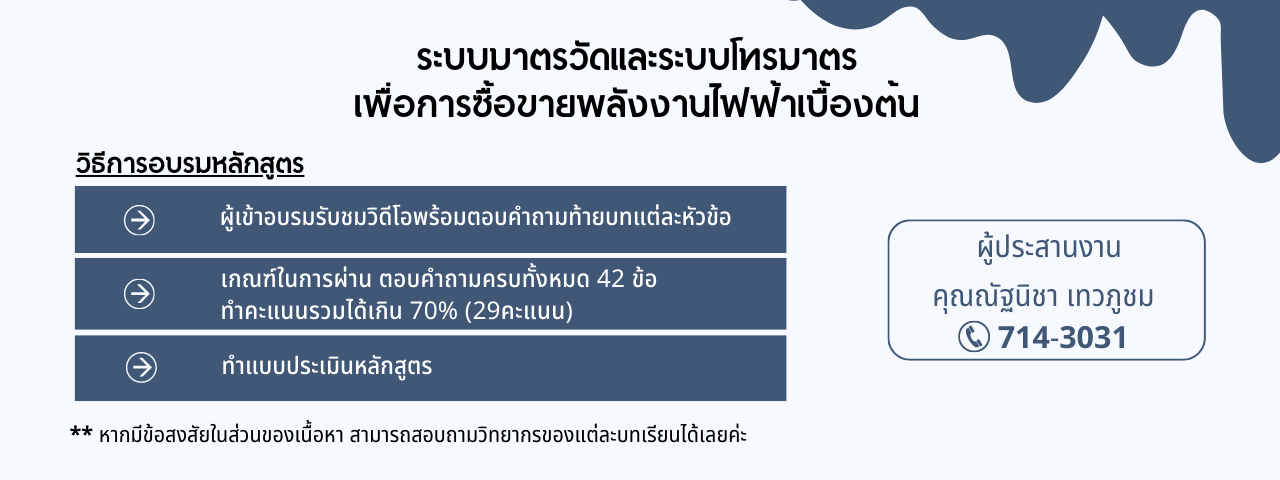 ระบบมาตรวัดและระบบโทรมาตร
เพื่อการซื้อขายพลังงานไฟฟ้าเบื้องต้น
วิธีการอบรมหลักสูตร
ผู้เข้าอบรมรับชมวิดีโอพร้อมตอบคำถามท้ายบทแต่ละหัวข้อ
เกณฑ์ในการผ่าน ตอบคำถามครบทั้งหมด 42 ข้อ
ทำคะแนนรวมได้เกิน 70% (29คะแนน)
ทำแบบประเมินหลักสูตร
** หากมีข้อสงสัยในส่วนของเนื้อหา สามารถสอบถามวิทยากรของแต่ละบทเรียนได้เลยค่ะ
ผู้ประสานงาน
คุณณัฐนิชา เทวภูชม
714-3031